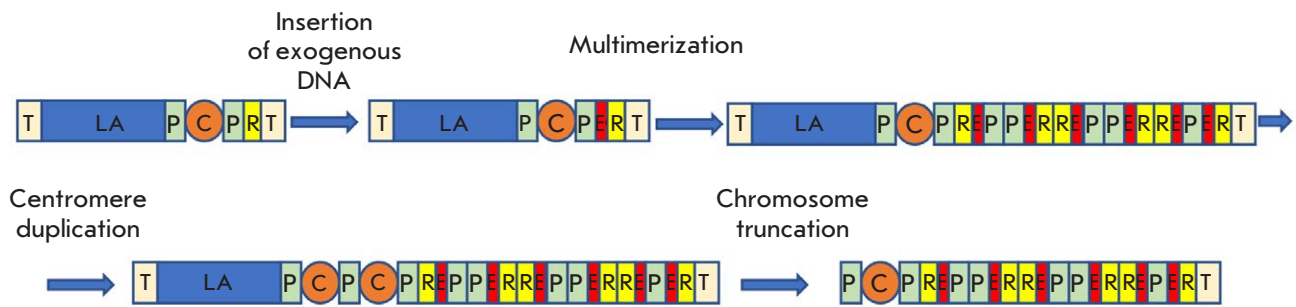 Insertion
of exogenous
DNA
Multimerization
T LA P C P R T
T LA P C P E R T
T LA P C P R E P P E R R E P P E R R E P E R T
Centromere
duplication
Chromosome
truncation
T LA P C P C P R E P P E R R E P P E R R E P E R T
P C P R E P P E R R E P P E R R E P E R T